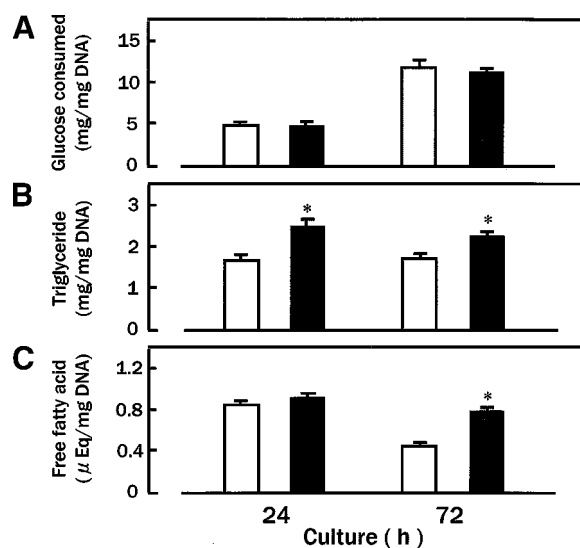 A
Glucose consumed
(mg/mg DNA)
15
10
5
0
B
Triglyceride
(mg/mg DNA)
3
2
1
0
*
*
C
Free fatty acid
(μ Eq/mg DNA)
1.2
0.8
0.4
0
*
24
72
Culture ( h )